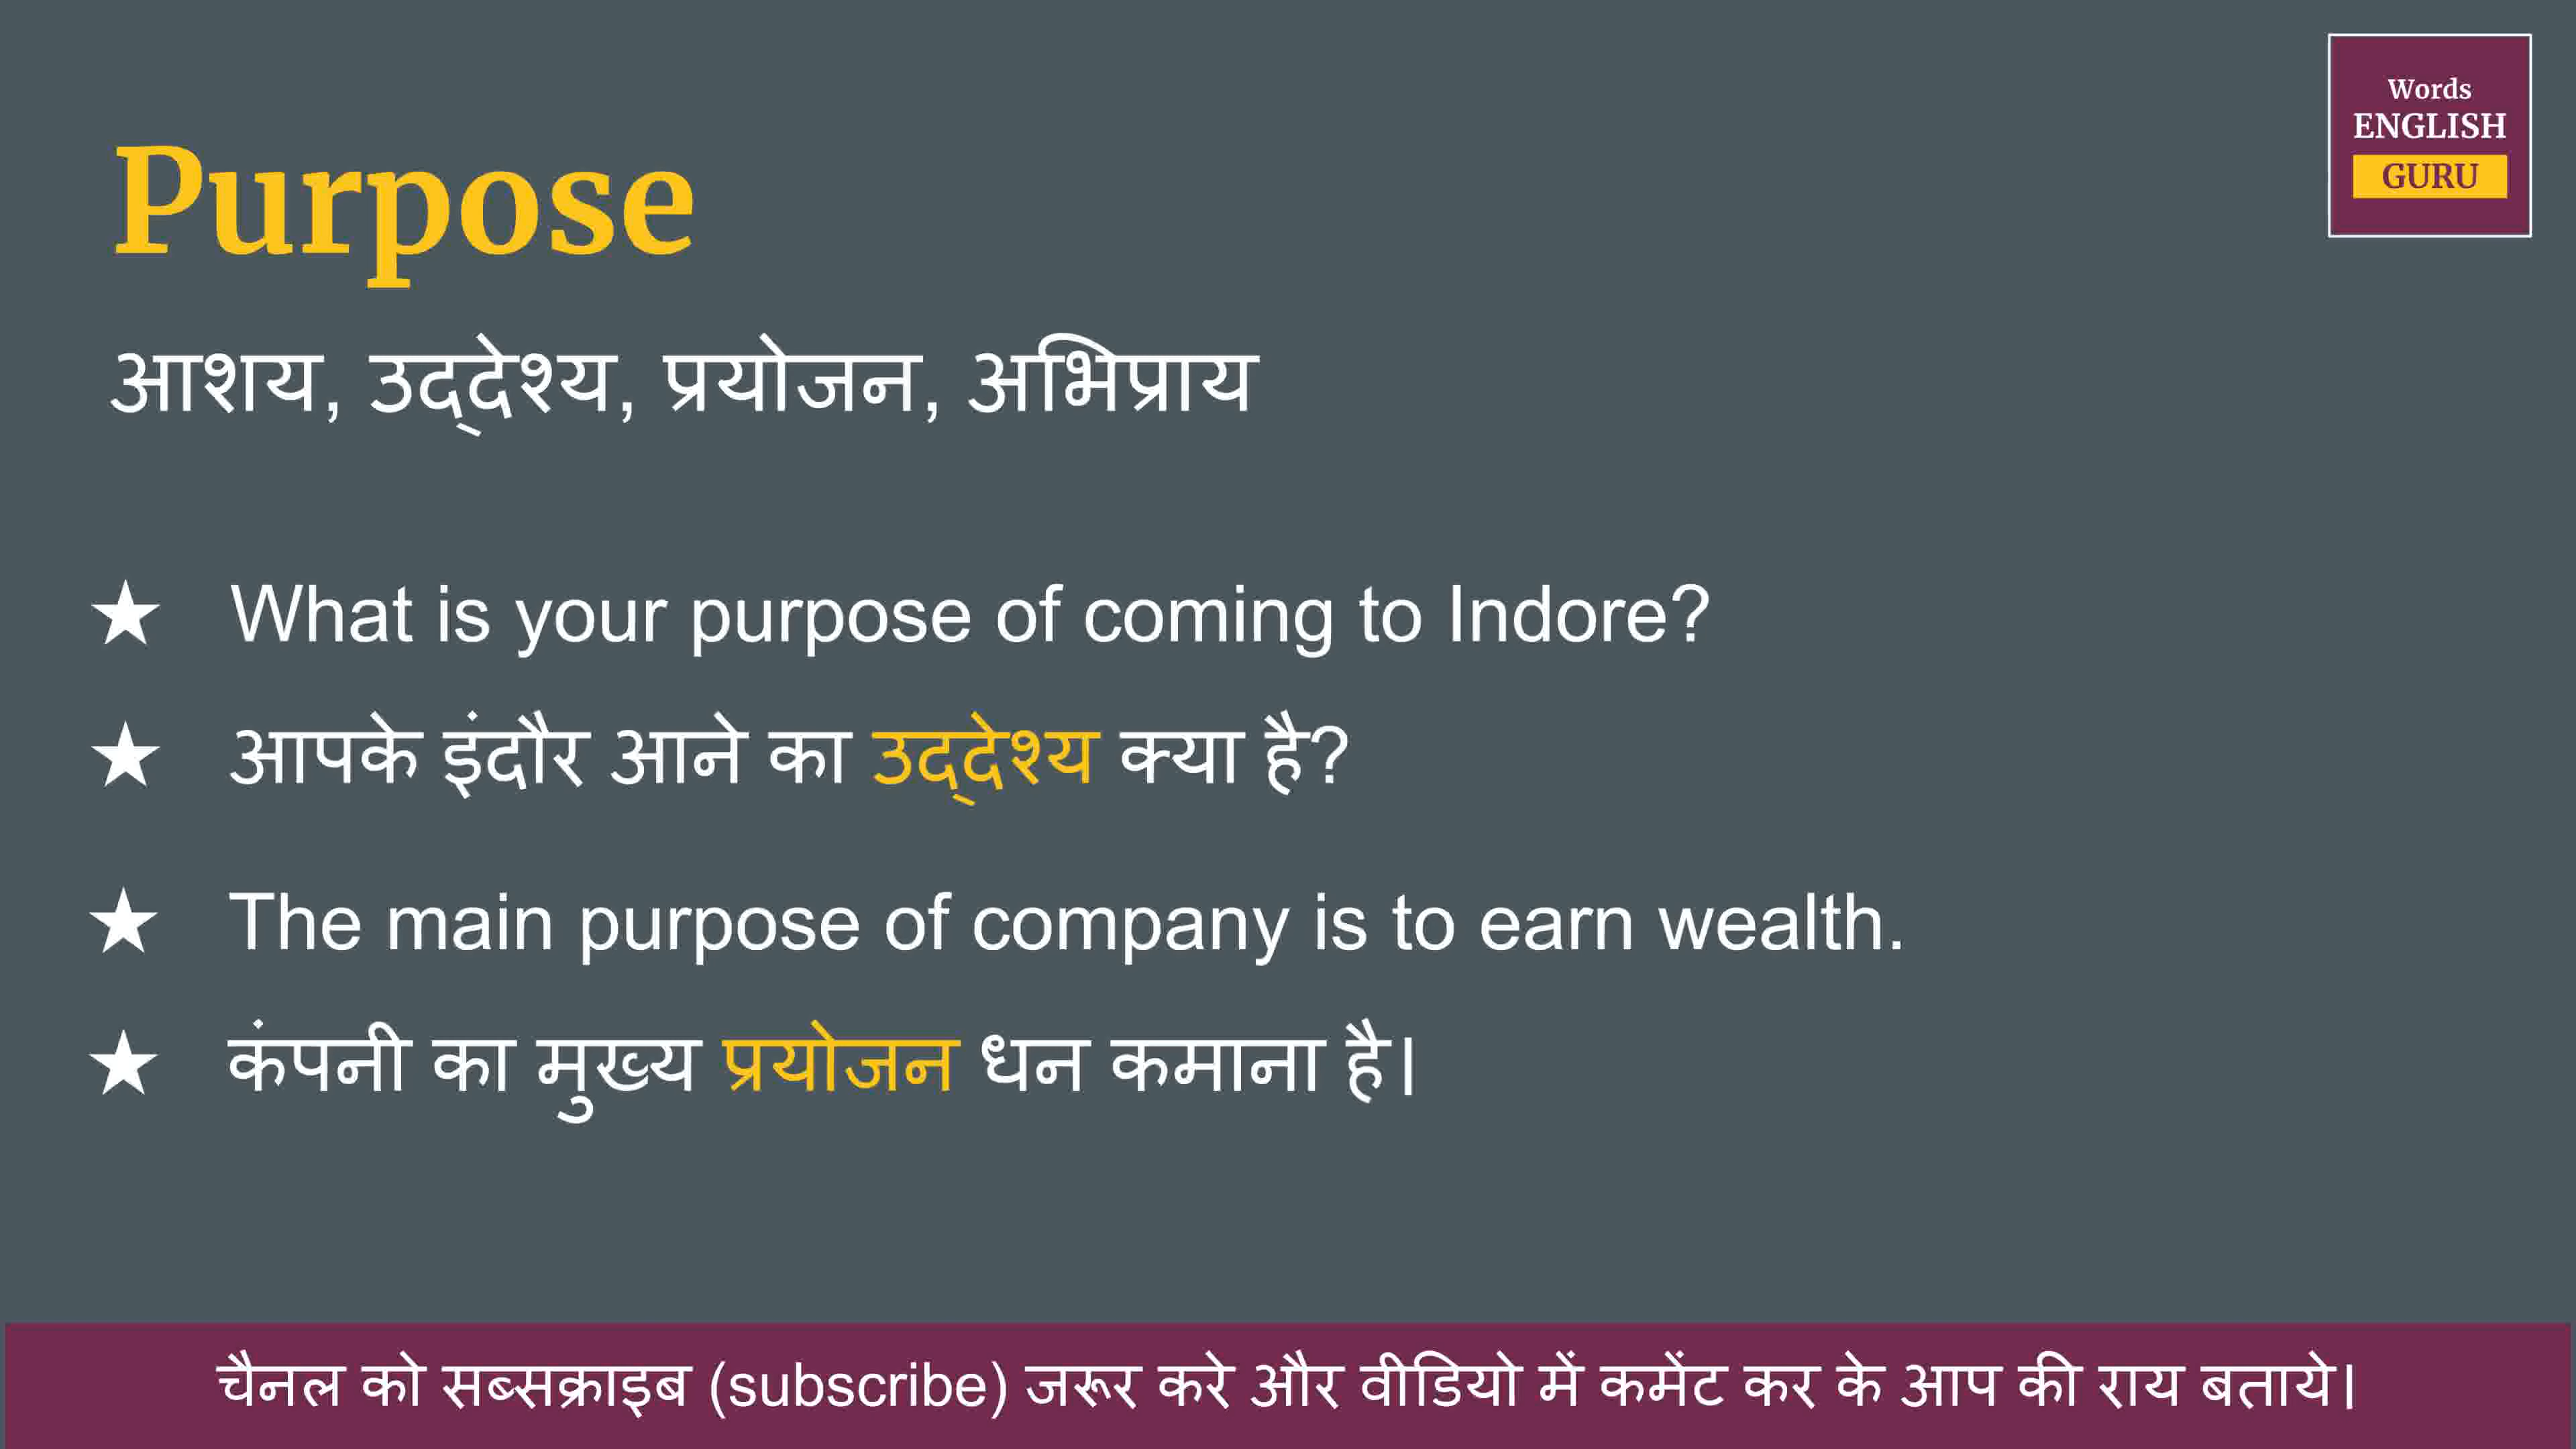 Words
ENGLISH
GURU
Purpose
आशय, उद्देश्य, प्रयोजन, अभिप्राय
★ What is your purpose of coming to Indore?
★ आपके इंदौर आने का उद्देश्य क्या है?
★ The main purpose of company is to earn wealth.
★ कंपनी का मुख्य प्रयोजन धन कमाना है।
चैनल को सब्सक्राइब (subscribe) जरूर करे और वीडियो में कमेंट कर के आप की राय बताये।